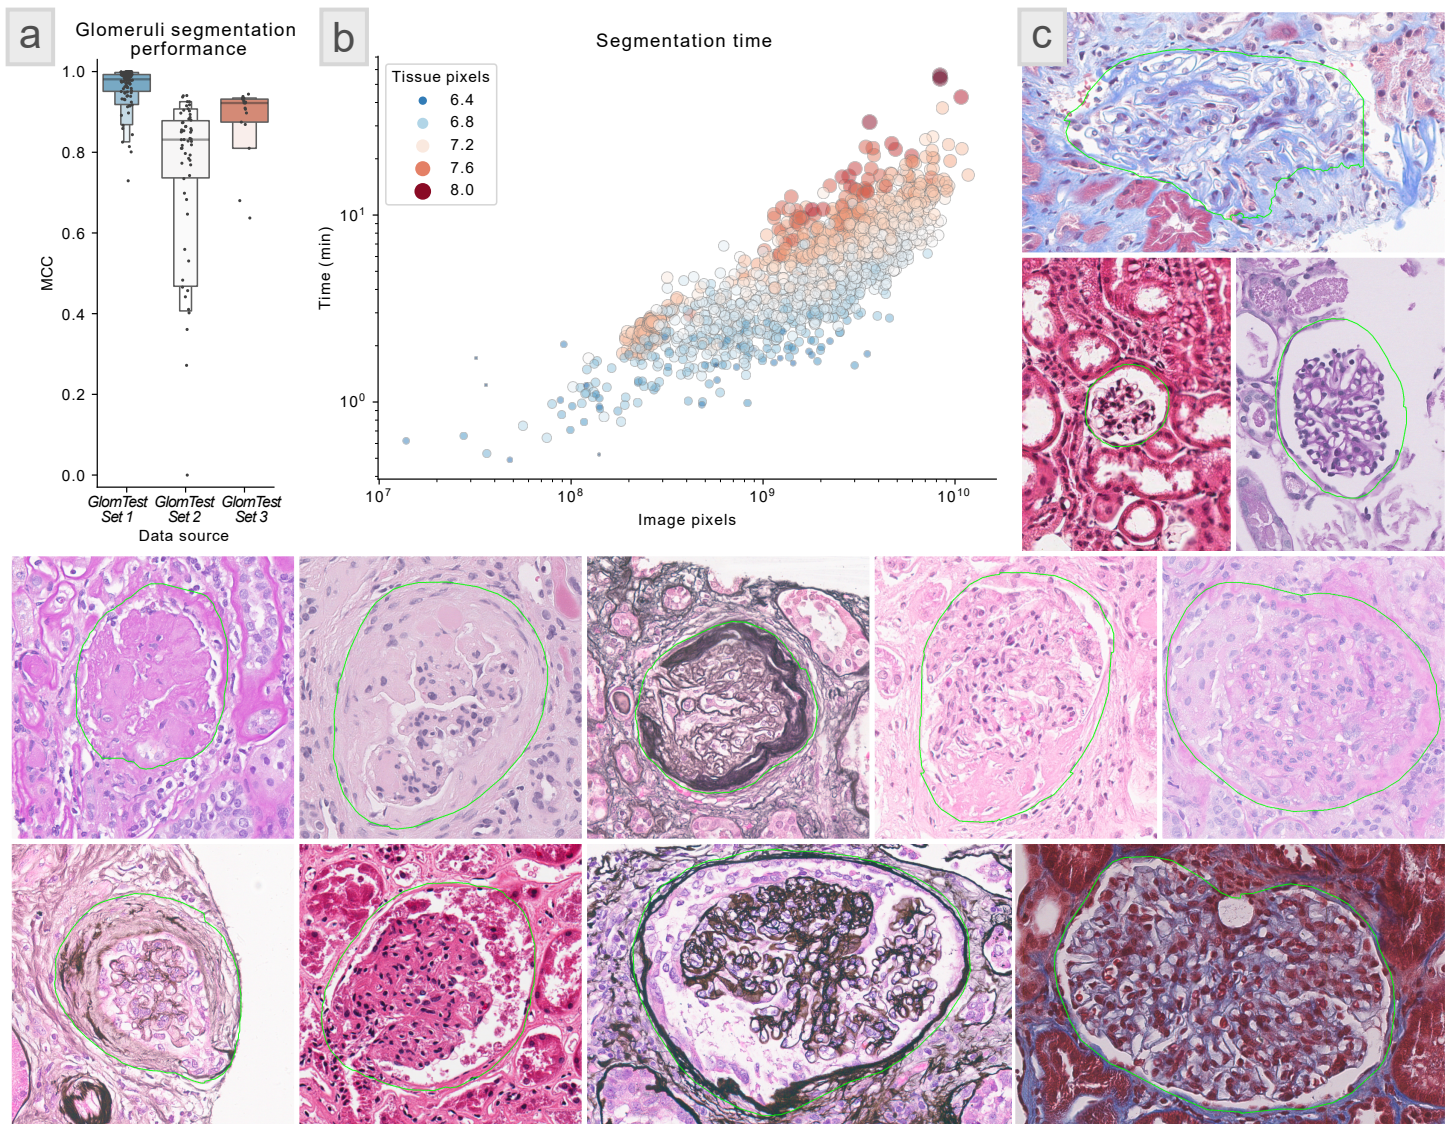 a
Glomeruli segmentation
performance
1.0
0.8
0.6
0.4
0.2
0.0
MCC
GlomTest
Set 1
GlomTest
Set 2
GlomTest
Set 3
Data source
b
Segmentation time
Tissue pixels
6.4
6.8
7.2
7.6
8.0
Time (min)
10^1
10^0
10^7
10^8
10^9
10^10
Image pixels
c